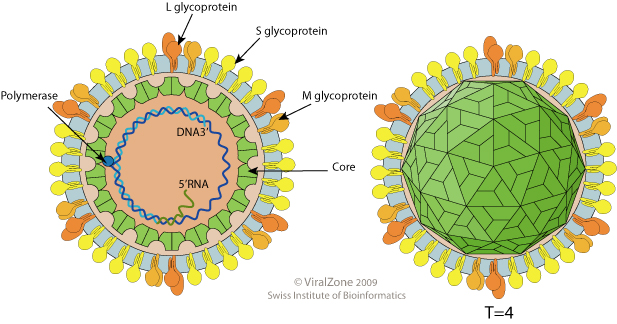 L glycoprotein
S glycoprotein
Polymerase
M glycoprotein
DNA3'
Core
5'RNA
© ViralZone 2009
Swiss Institute of Bioinformatics
T=4